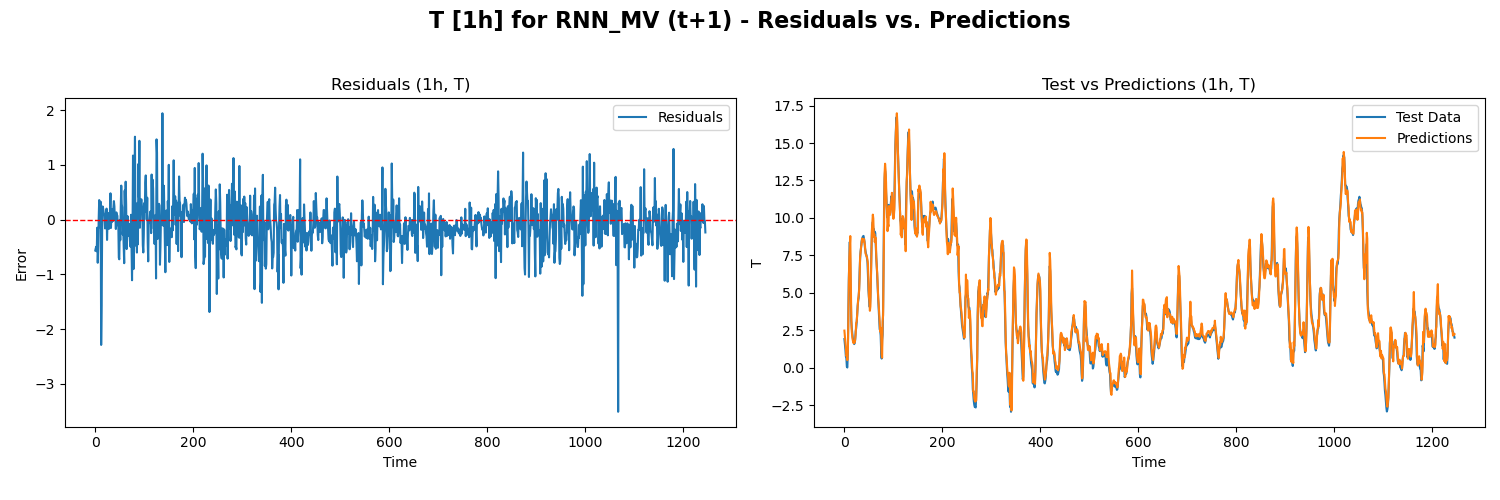 T [1h] for RNN_MV (t+1) - Residuals vs. Predictions
Residuals (1h, T)
Residuals
Error
2
1
0
−1
−2
−3
0
200
400
600
800
1000
1200
Time
Test vs Predictions (1h, T)
Test Data
Predictions
T
17.5
15.0
12.5
10.0
7.5
5.0
2.5
0.0
−2.5
0
200
400
600
800
1000
1200
Time